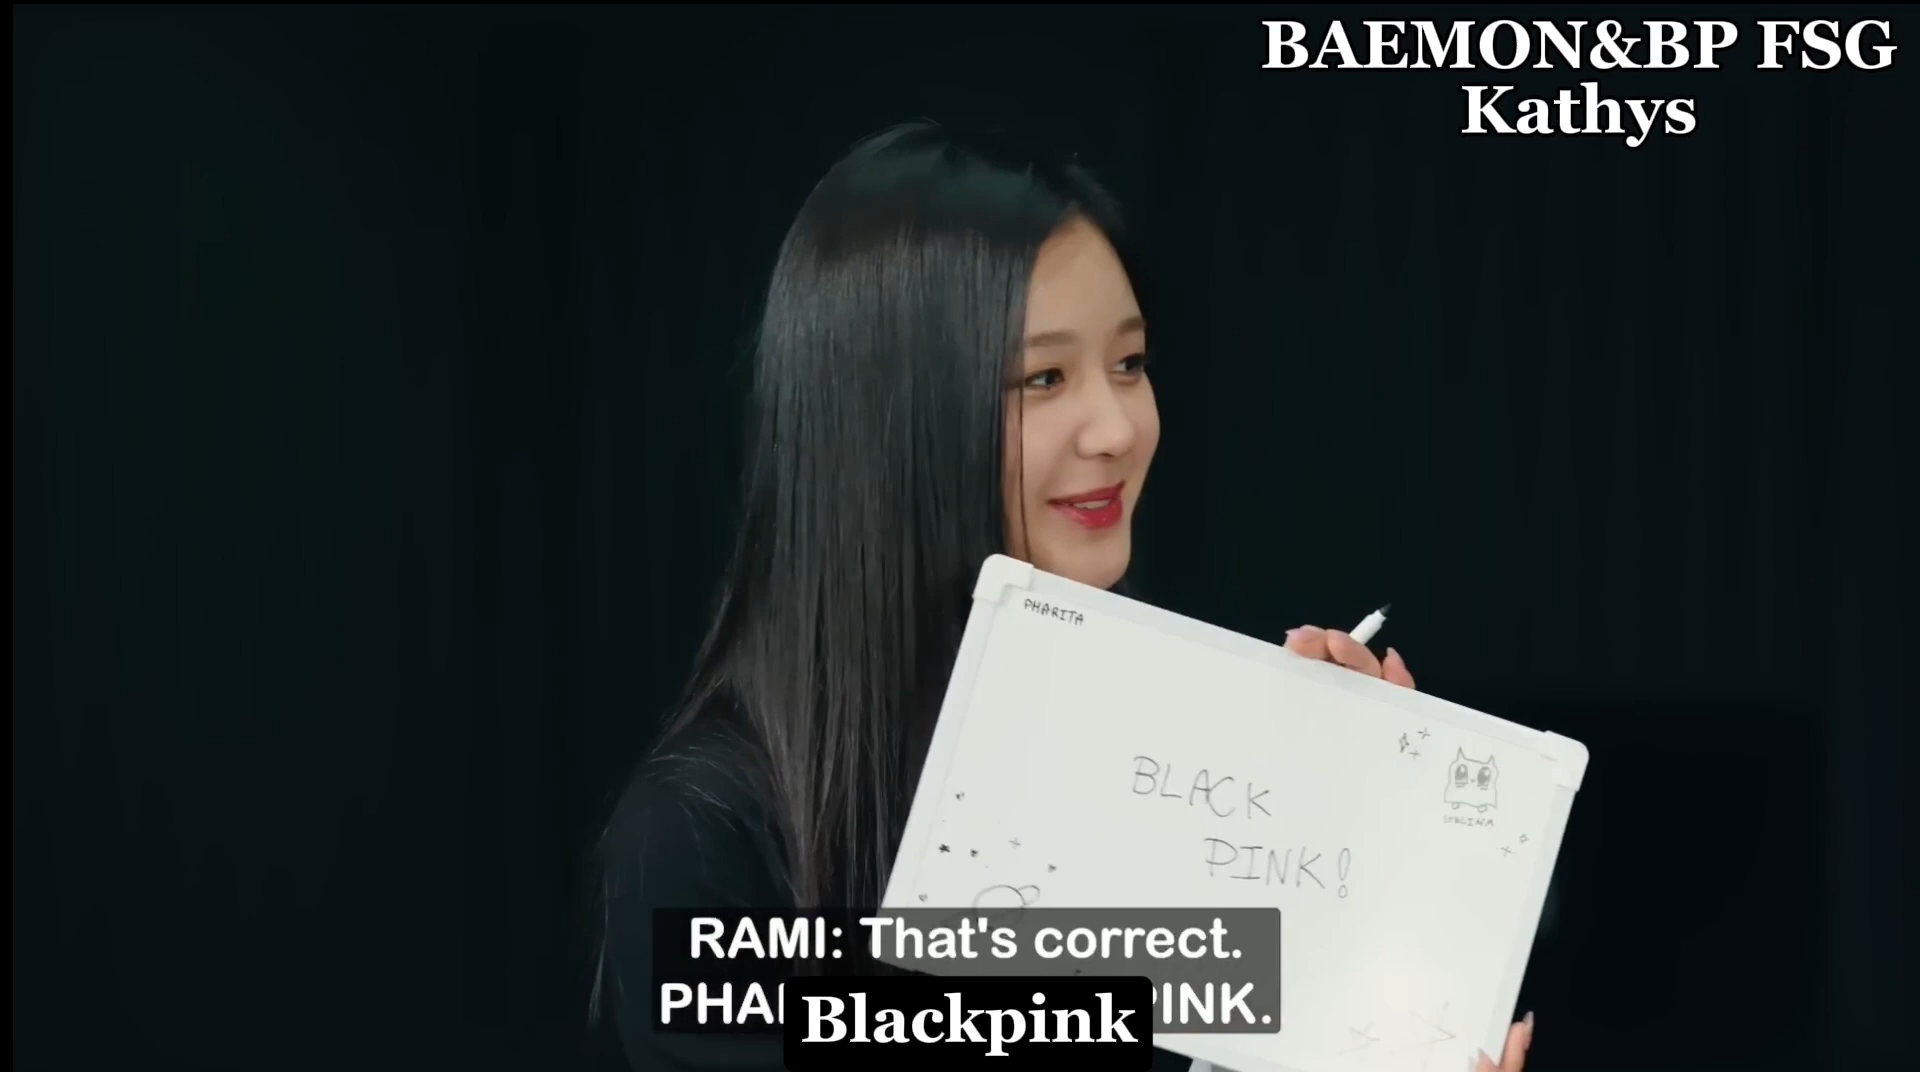 BAEMON&BP FSG
Kathys
PHARITA
BLACK
PINK!
RAMI: That's correct.
PHA
Blackpink
PINK.